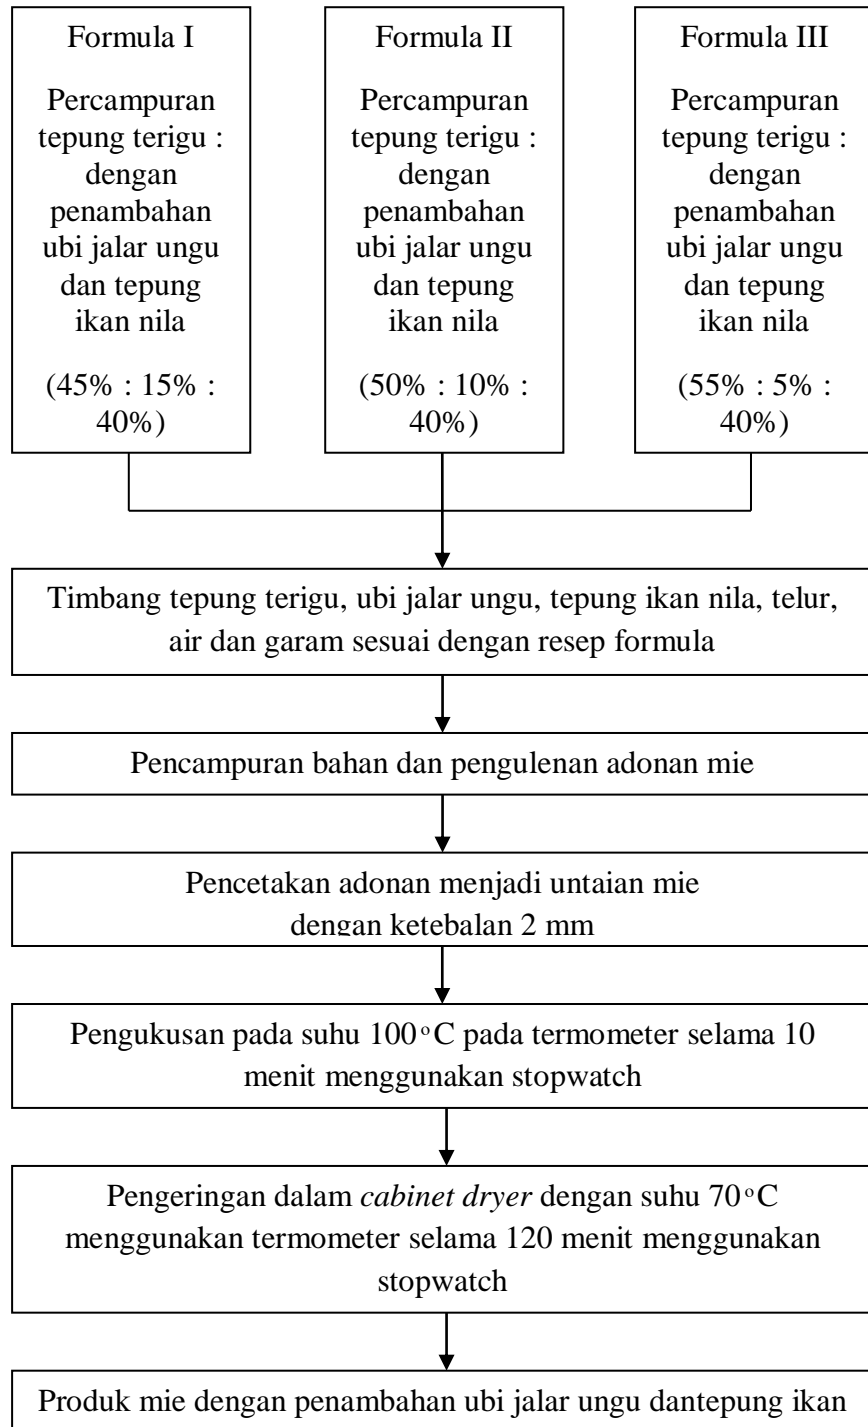 Formula I
Percampuran
tepung terigu :
dengan
penambahan
ubi jalar ungu
dan tepung
ikan nila
(45% : 15% :
40%)
Formula II
Percampuran
tepung terigu :
dengan
penambahan
ubi jalar ungu
dan tepung
ikan nila
(50% : 10% :
40%)
Formula III
Percampuran
tepung terigu :
dengan
penambahan
ubi jalar ungu
dan tepung
ikan nila
(55% : 5% :
40%)
Timbang tepung terigu, ubi jalar ungu, tepung ikan nila, telur,
air dan garam sesuai dengan resep formula
Pencampuran bahan dan pengulenan adonan mie
Pencetakan adonan menjadi untaian mie
dengan ketebalan 2 mm
Pengukusan pada suhu 100°C pada termometer selama 10
menit menggunakan stopwatch
Pengeringan dalam cabinet dryer dengan suhu 70°C
menggunakan termometer selama 120 menit menggunakan
stopwatch
Produk mie dengan penambahan ubi jalar ungu dantepung ikan